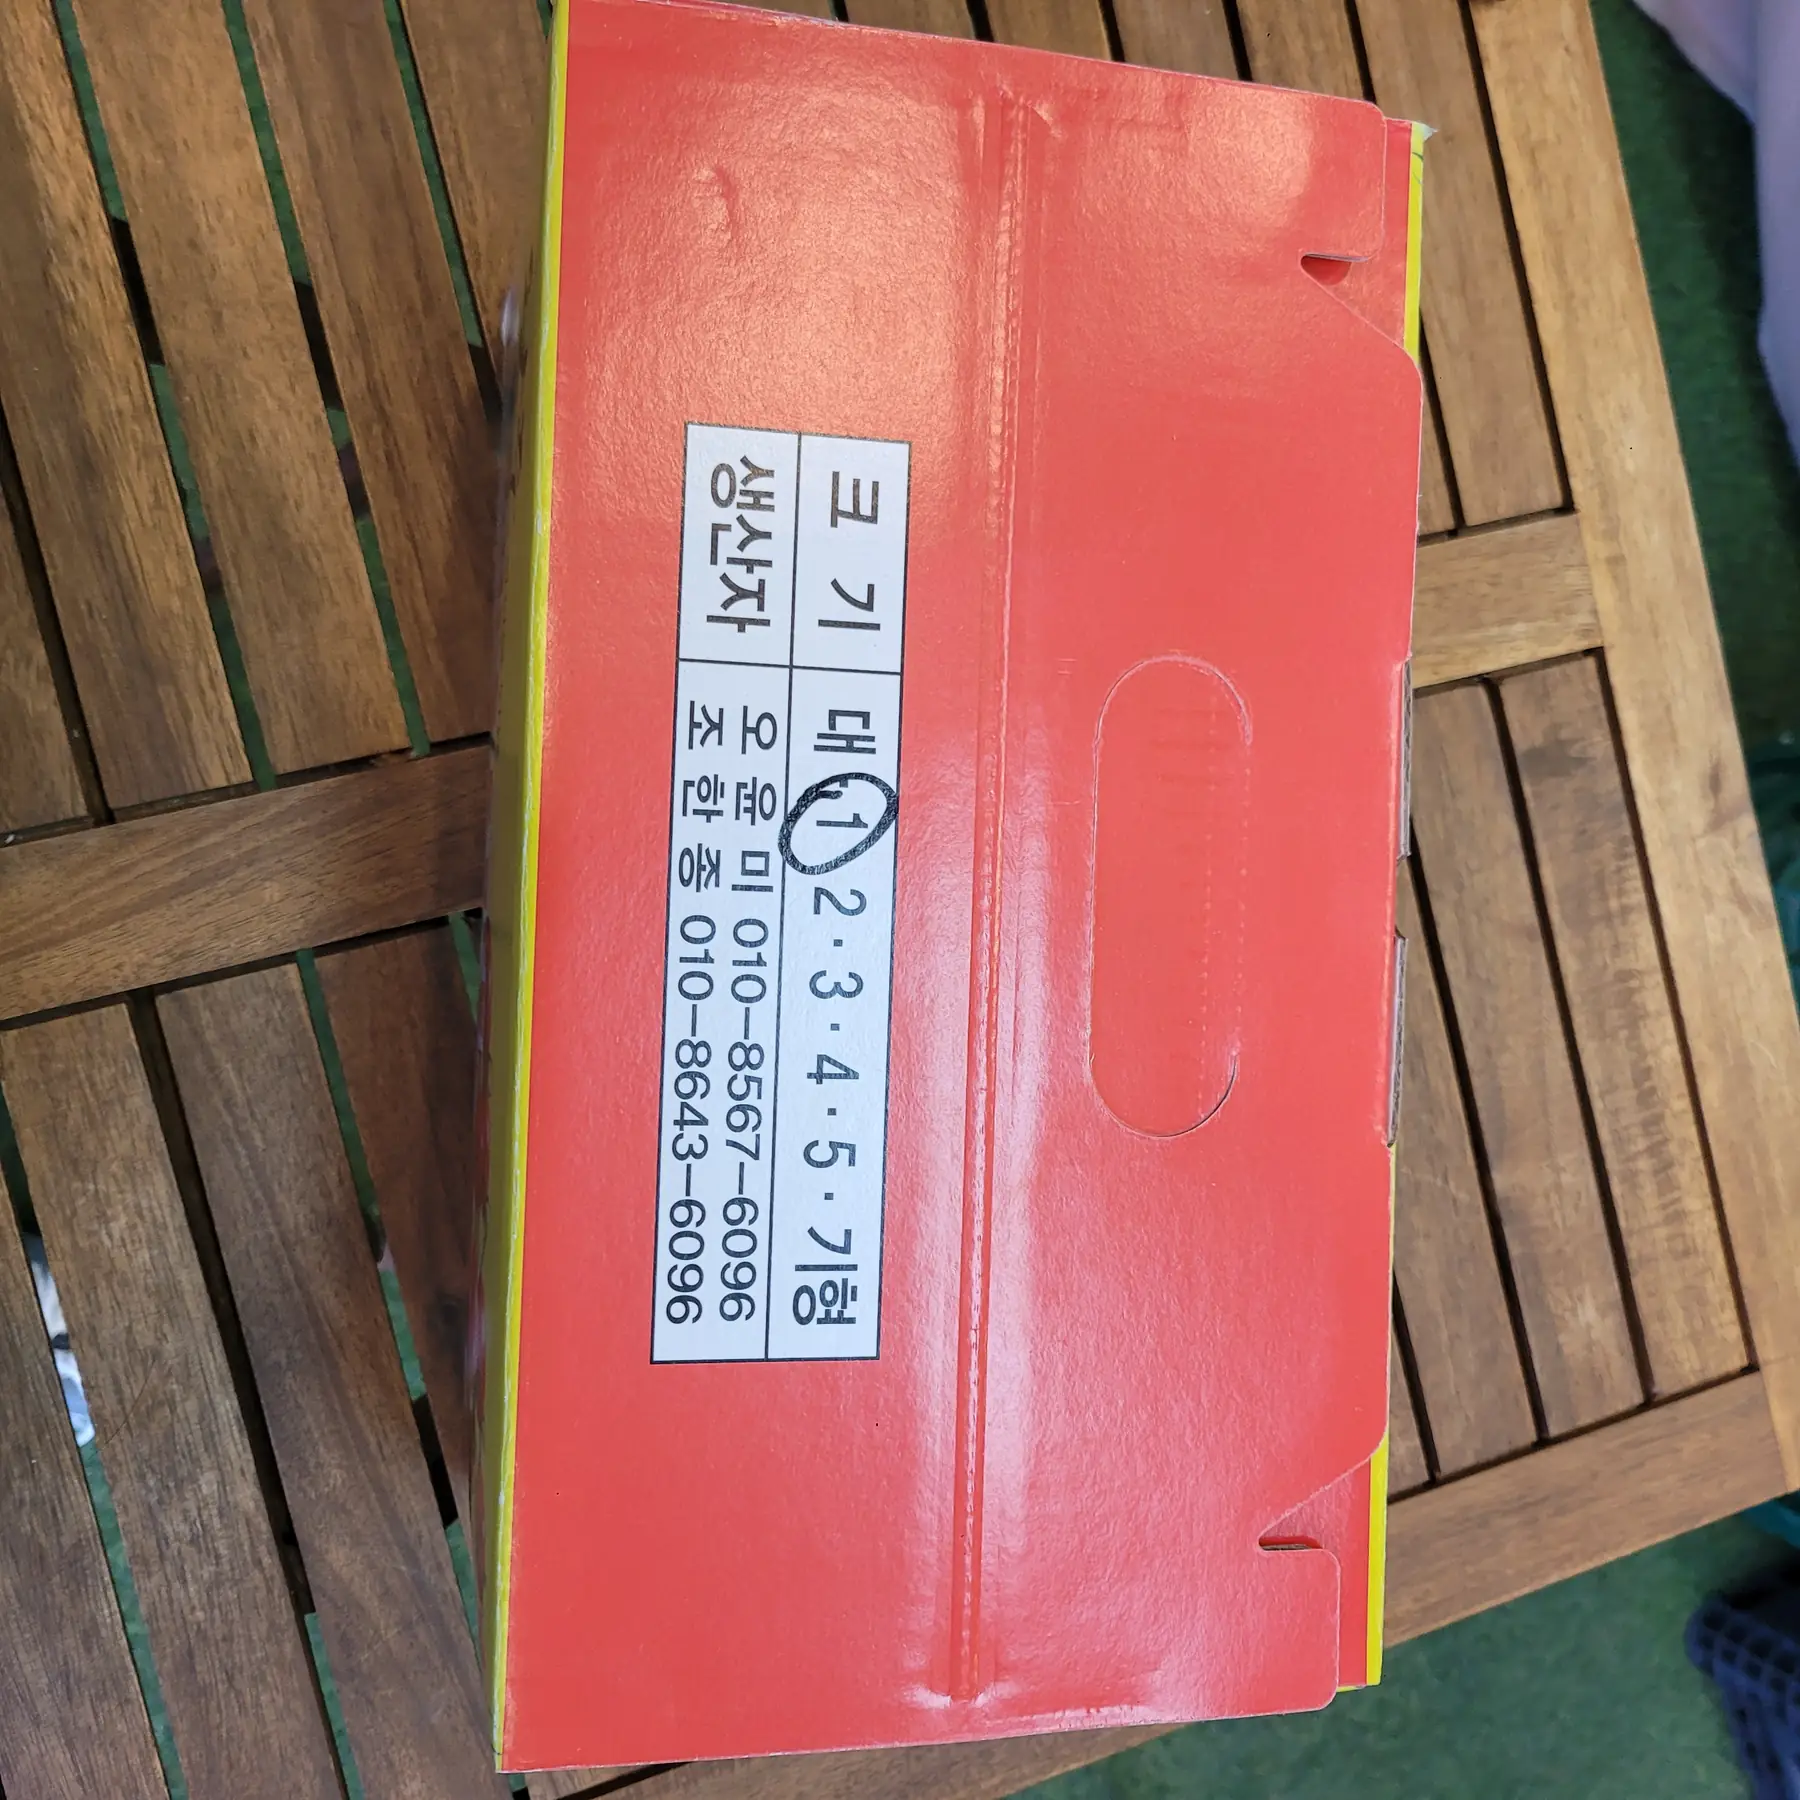 크 기 대 · 1 · 2 · 3 · 4 · 5 · 기형
생산자 오 윤 미 010-8567-6096
조 한 종 010-8643-6096